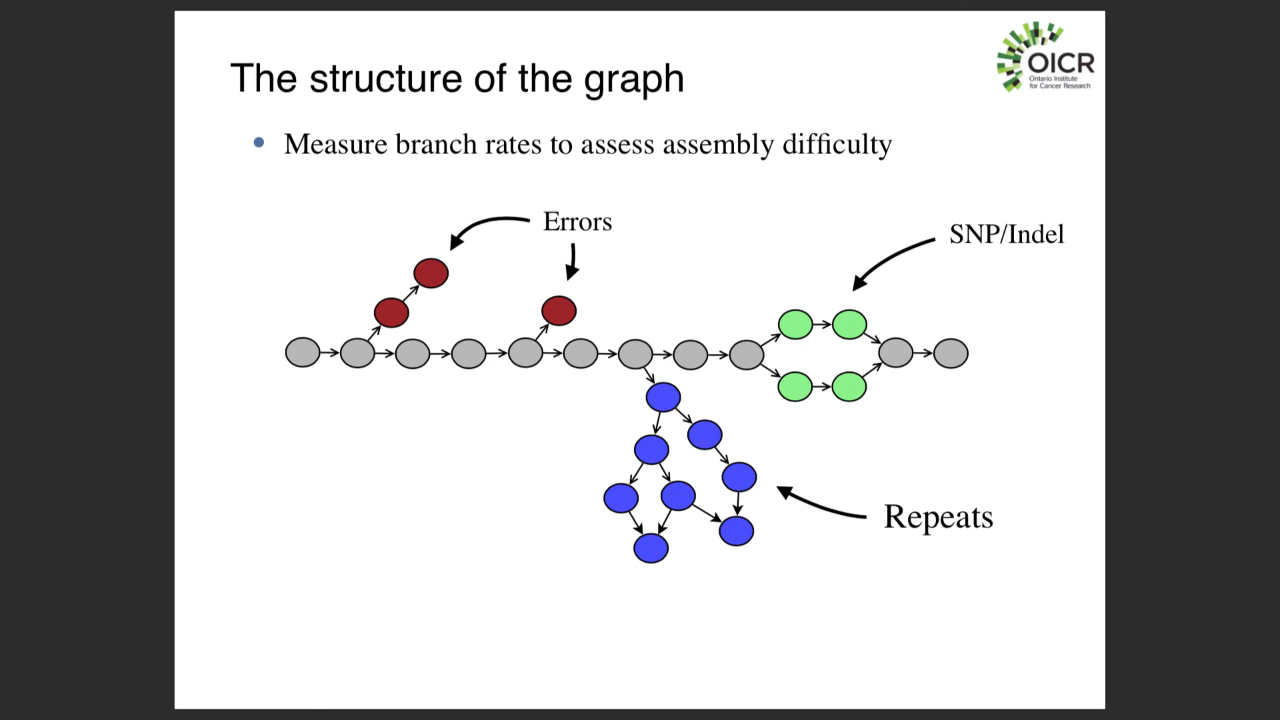 The structure of the graph
OICR
Ontario Institute
for Cancer Research
• Measure branch rates to assess assembly difficulty
Errors
SNP/Indel
Repeats